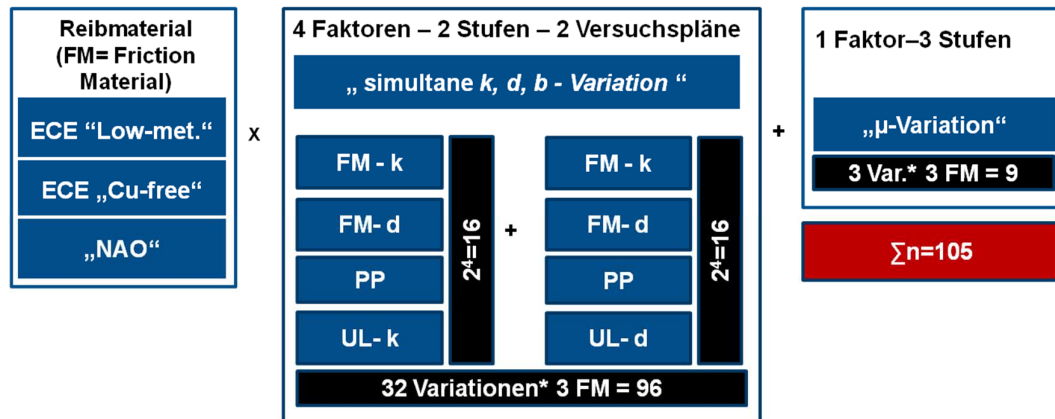 Reibmaterial
(FM= Friction
Material)
ECE “Low-met.“
ECE „Cu-free“
„NAO“
x
4 Faktoren – 2 Stufen – 2 Versuchspläne
„ simultane k, d, b - Variation “
FM - k
FM- d
PP
UL- k
2⁴=16
+
FM - k
FM- d
PP
UL- d
2⁴=16
32 Variationen* 3 FM = 96
+
1 Faktor–3 Stufen
„µ-Variation“
3 Var.* 3 FM = 9
∑n=105